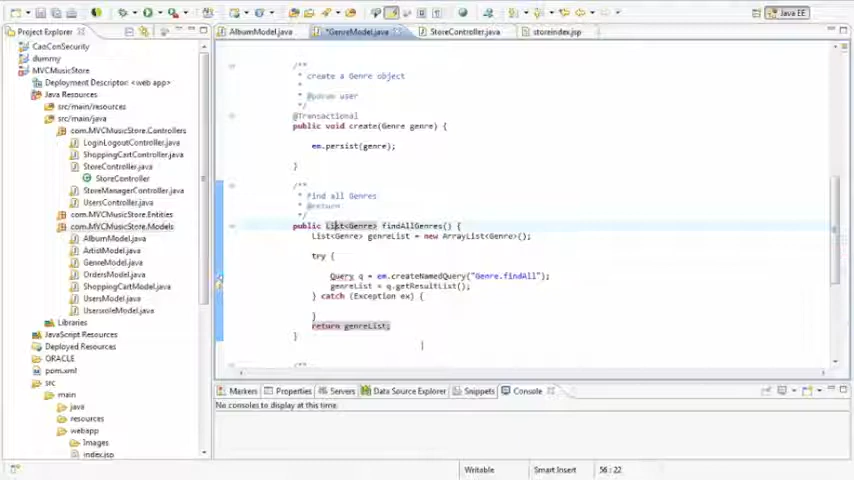 Java EE
Project Explorer
CaeConSecurity
dummy
MVCMusicStore
Deployment Descriptor: <web app>
Java Resources
src/main/resources
src/main/java
com.MVCMusicStore.Controllers
LoginLogoutController.java
ShoppingCartController.java
StoreController.java
StoreController
StoreManagerController.java
UsersController.java
com.MVCMusicStore.Entities
com.MVCMusicStore.Models
AlbumModel.java
ArtistModel.java
GenreModel.java
OrdersModel.java
ShoppingCartModel.java
UsersModel.java
UsersroleModel.java
Libraries
JavaScript Resources
Deployed Resources
ORACLE
pom.xml
src
main
java
resources
webapp
Images
index.jsp
AlbumModel.java
*GenreModel.java
StoreController.java
storeindex.jsp
/**
* create a Genre object
*
* @param user
*/
@Transactional
public void create(Genre genre) {
em.persist(genre);
}
/**
* Find all Genres
* @return
*/
public List<Genre> findAllGenres() {
List<Genre> genreList = new ArrayList<Genre>();
try {
Query q = em.createNamedQuery("Genre.findAll");
genreList = q.getResultList();
} catch (Exception ex) {
}
return genreList;
}
/**
Markers
Properties
Servers
Data Source Explorer
Snippets
Console
No consoles to display at this time.
Writable
Smart Insert
56 : 22